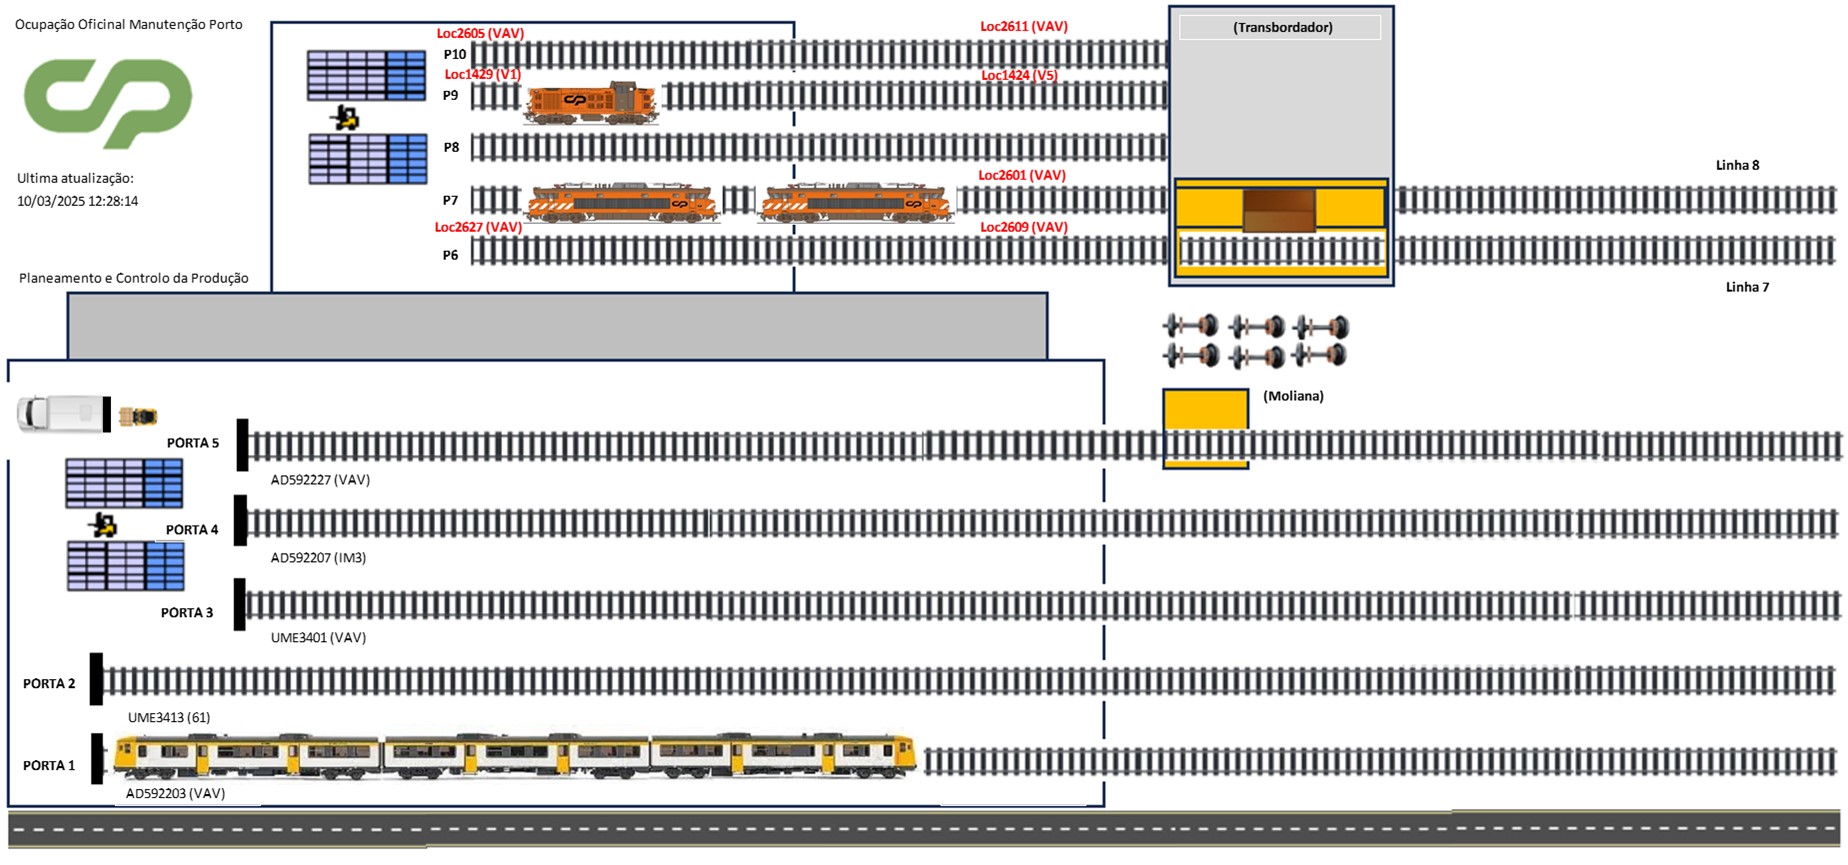 Ocupação Oficinal Manutenção Porto
CP
Ultima atualização:
10/03/2025 12:28:14
Planeamento e Controlo da Produção
Loc2605 (VAV)
Loc2611 (VAV)
P10
Loc1429 (V1)
Loc1424 (V5)
P9
P8
Loc2601 (VAV)
P7
Loc2627 (VAV)
Loc2609 (VAV)
P6
(Transbordador)
Linha 8
Linha 7
(Moliana)
PORTA 5
AD592227 (VAV)
PORTA 4
AD592207 (IM3)
PORTA 3
UME3401 (VAV)
PORTA 2
UME3413 (61)
PORTA 1
AD592203 (VAV)